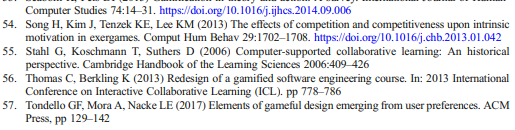 Computer Studies 74:14–31. https://doi.org/10.1016/j.ijhcs.2014.09.006
54. Song H, Kim J, Tenzek KE, Lee KM (2013) The effects of competition and competitiveness upon intrinsic
motivation in exergames. Comput Hum Behav 29:1702–1708. https://doi.org/10.1016/j.chb.2013.01.042
55. Stahl G, Koschmann T, Suthers D (2006) Computer-supported collaborative learning: An historical
perspective. Cambridge Handbook of the Learning Sciences 2006:409–426
56. Thomas C, Berkling K (2013) Redesign of a gamified software engineering course. In: 2013 International
Conference on Interactive Collaborative Learning (ICL). pp 778–786
57. Tondello GF, Mora A, Nacke LE (2017) Elements of gameful design emerging from user preferences. ACM
Press, pp 129–142